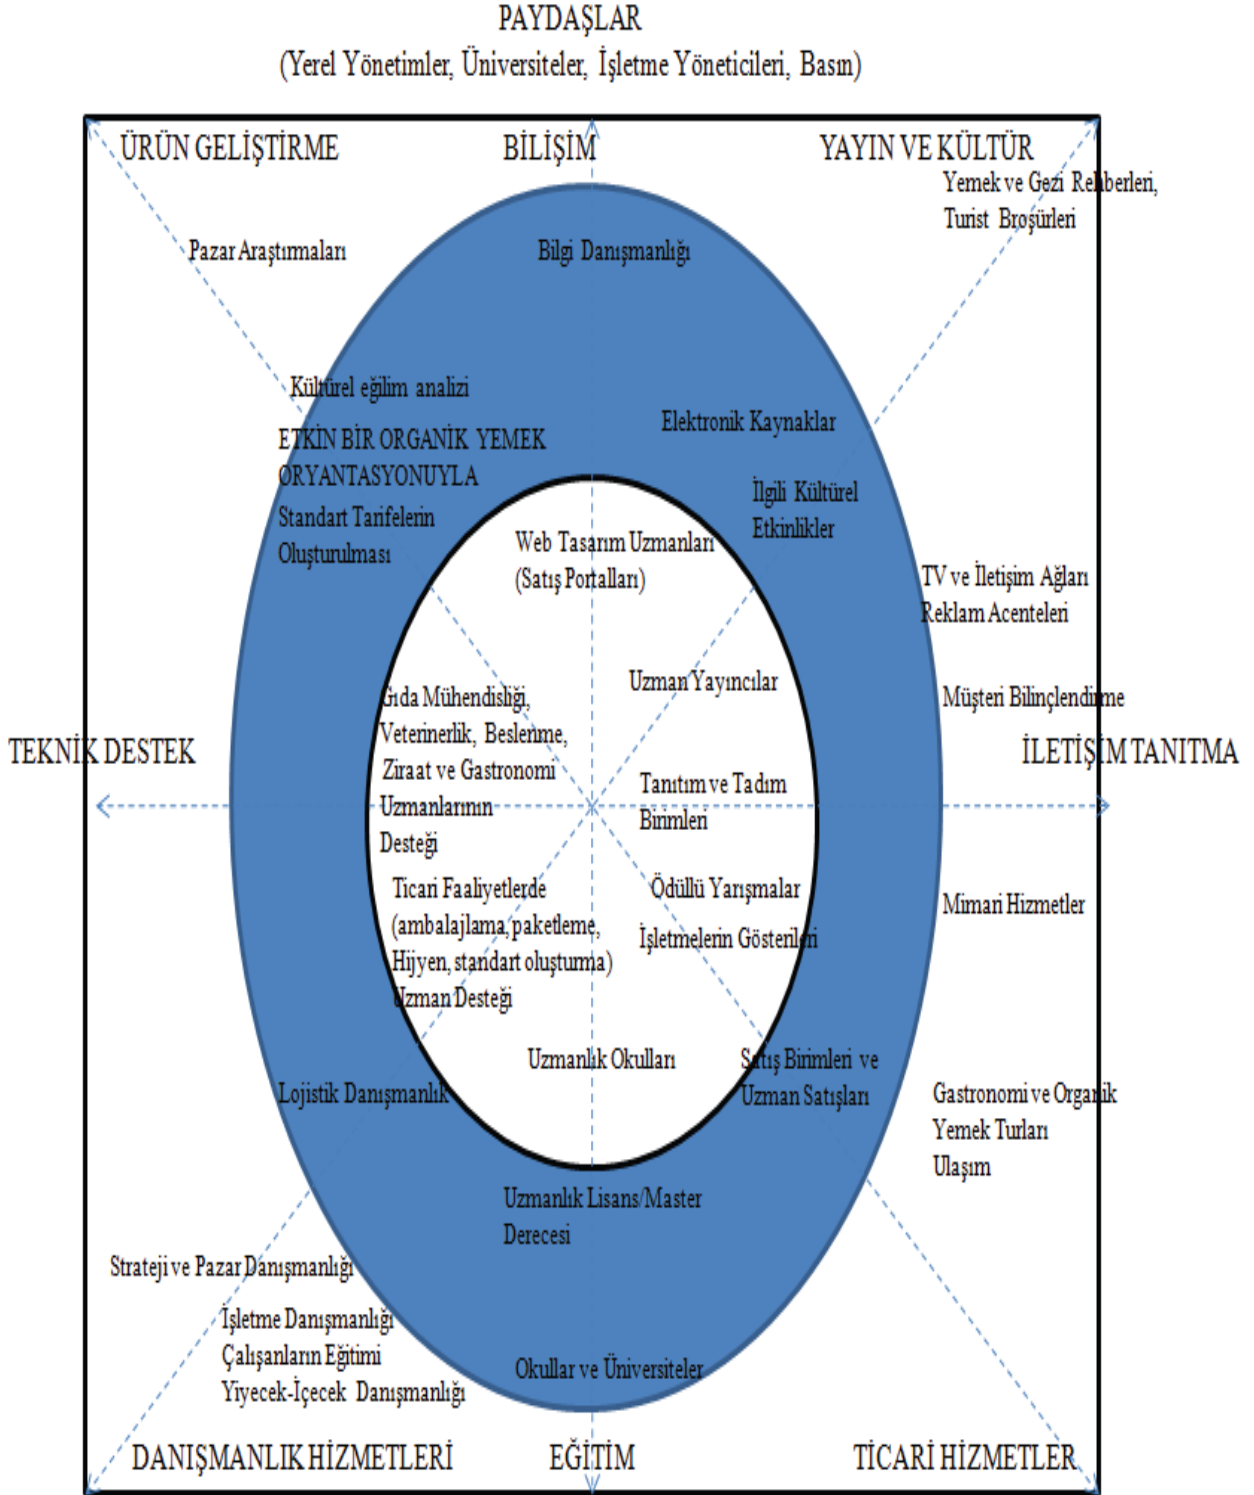 PAYDAŞLAR
(Yerel Yönetimler, Üniversiteler, İşletme Yöneticileri, Basın)
ÜRÜN GELİŞTİRME
BİLİŞİM
YAYIN VE KÜLTÜR
Yemek ve Gezi Rehberleri,
Turist Broşürleri
Pazar Araştırmaları
Bilgi Danışmanlığı
Kültürel eğilim analizi
Elektronik Kaynaklar
ETKİN BİR ORGANİK YEMEK
ORYANTASYONUYLA
Standart Tarifelerin
Oluşturulması
İlgili Kültürel
Etkinlikler
Web Tasarım Uzmanları
(Satış Portalları)
TV ve İletişim Ağları
Reklam Acenteleri
Uzman Yayıncılar
Gıda Mühendisliği,
Veterinerlik, Beslenme,
Ziraat ve Gastronomi
Uzmanlarının
Desteği
Müşteri Bilinçlendirme
TEKNİK DESTEK
İLETİŞİM TANITMA
Tanıtım ve Tadım
Birimleri
Ticari Faaliyetlerde
(ambalajlama, paketleme,
Hijyen, standart oluşturma)
Uzman Desteği
Ödüllü Yarışmalar
İşletmelerin Gösterileri
Mimari Hizmetler
Uzmanlık Okulları
Satış Birimleri ve
Uzman Satışları
Lojistik Danışmanlık
Gastronomi ve Organik
Yemek Turları
Ulaşım
Uzmanlık Lisans/Master
Derecesi
Strateji ve Pazar Danışmanlığı
İşletme Danışmanlığı
Çalışanların Eğitimi
Yiyecek-İçecek Danışmanlığı
Okullar ve Üniversiteler
DANIŞMANLIK HİZMETLERİ
EĞİTİM
TİCARİ HİZMETLER